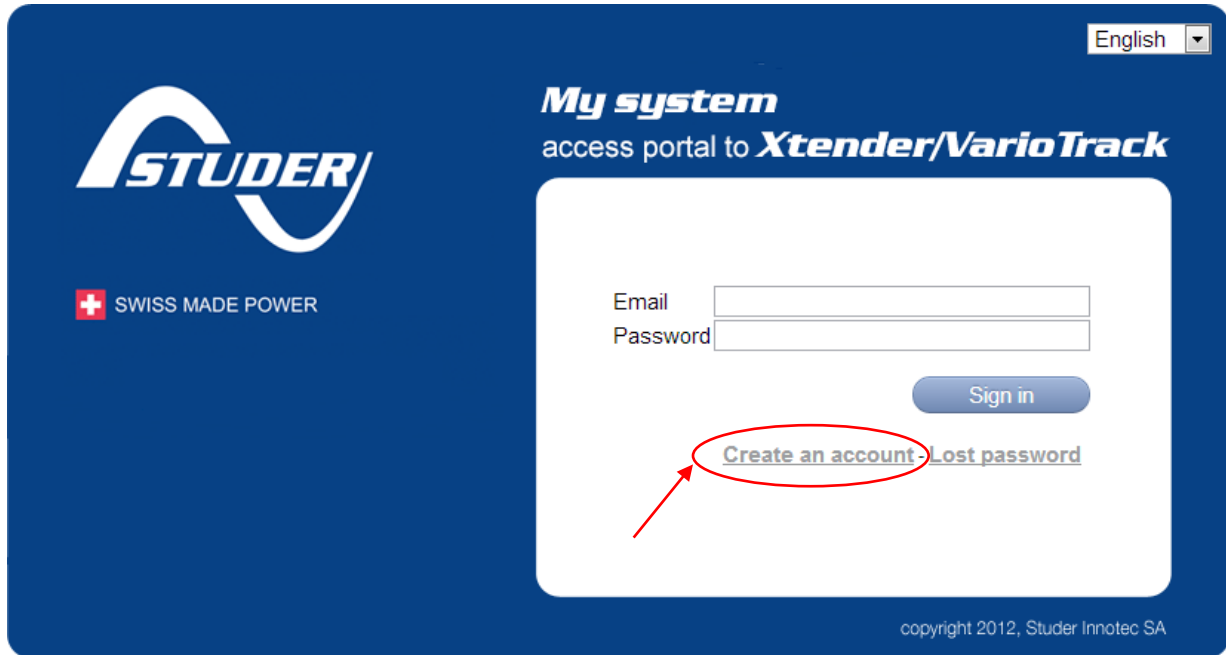 English
My system
access portal to Xtender/VarioTrack
STUDER
SWISS MADE POWER
Email
Password
Sign in
Create an account - Lost password
copyright 2012, Studer Innotec SA